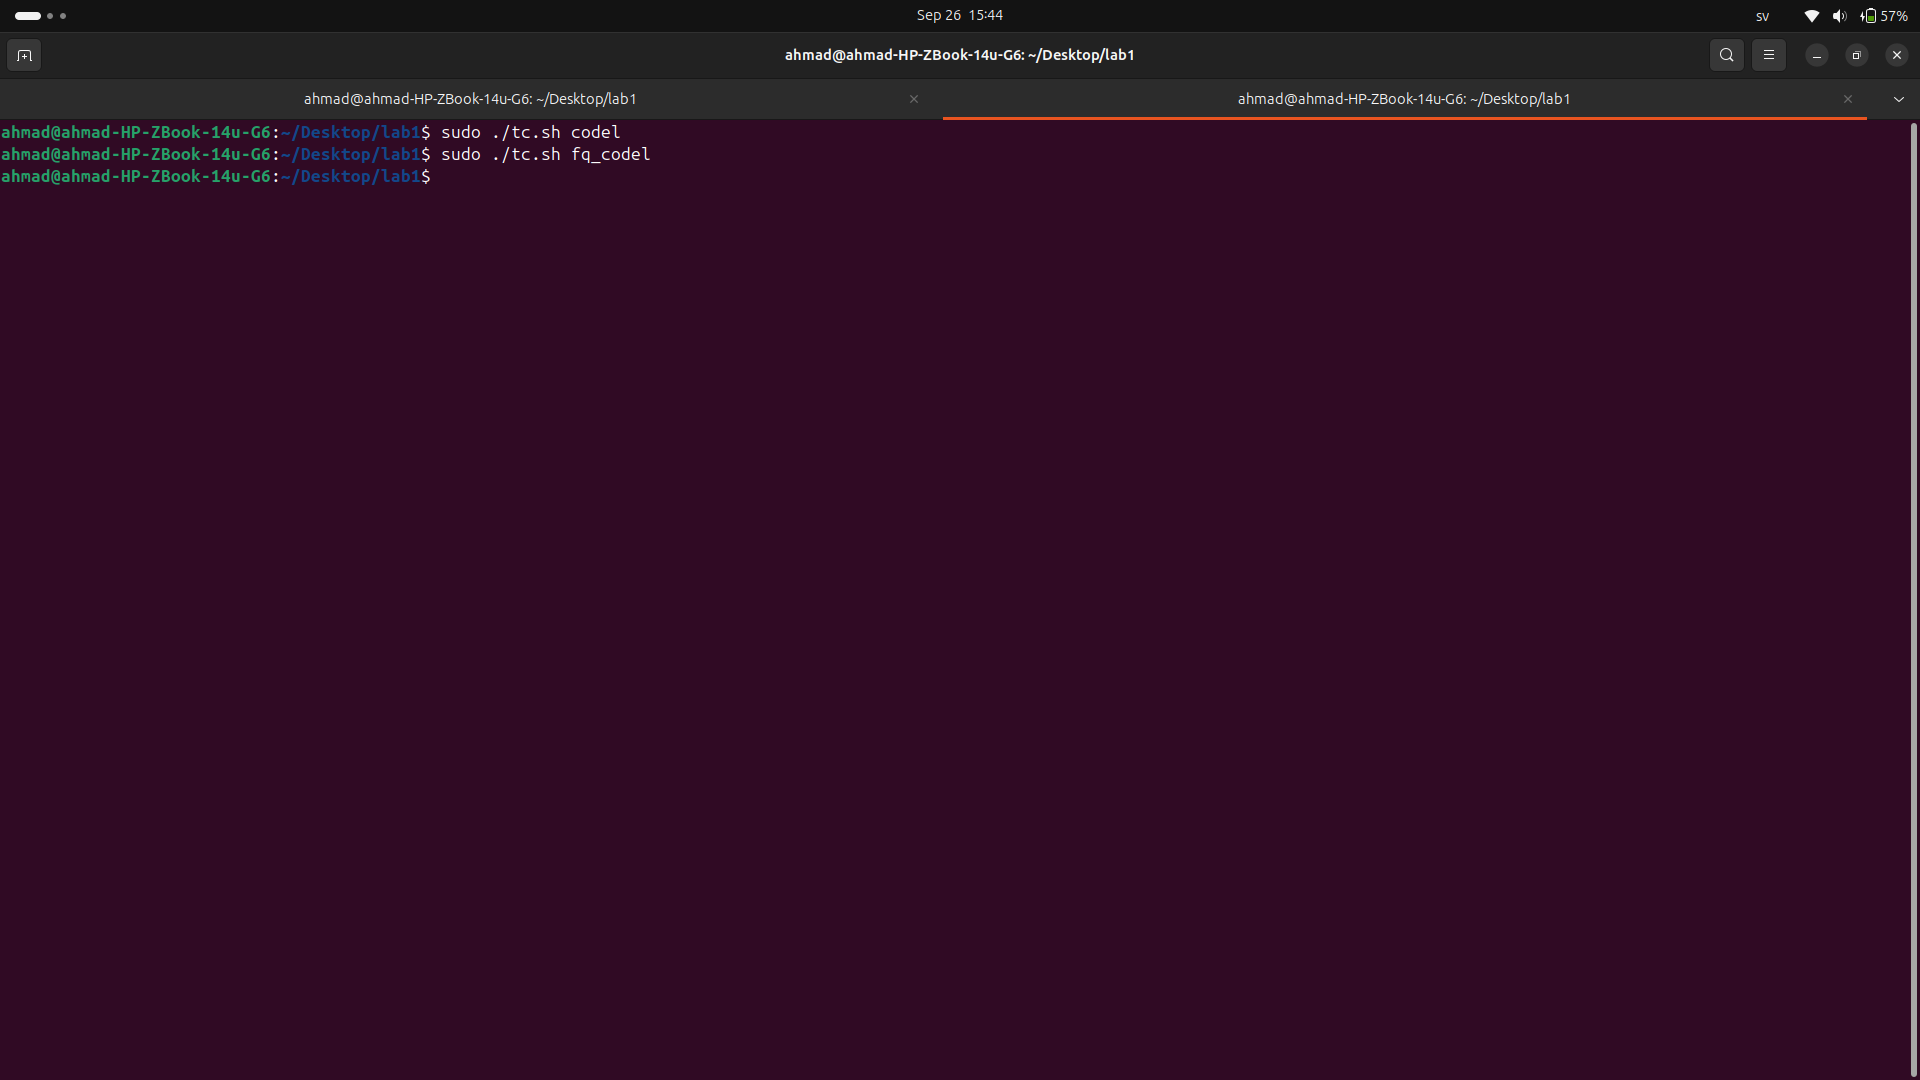 Sep 26 15:44
sv
57%
ahmad@ahmad-HP-ZBook-14u-G6: ~/Desktop/lab1
ahmad@ahmad-HP-ZBook-14u-G6: ~/Desktop/lab1
ahmad@ahmad-HP-ZBook-14u-G6: ~/Desktop/lab1
ahmad@ahmad-HP-ZBook-14u-G6:~/Desktop/lab1$ sudo ./tc.sh codel
ahmad@ahmad-HP-ZBook-14u-G6:~/Desktop/lab1$ sudo ./tc.sh fq_codel
ahmad@ahmad-HP-ZBook-14u-G6:~/Desktop/lab1$